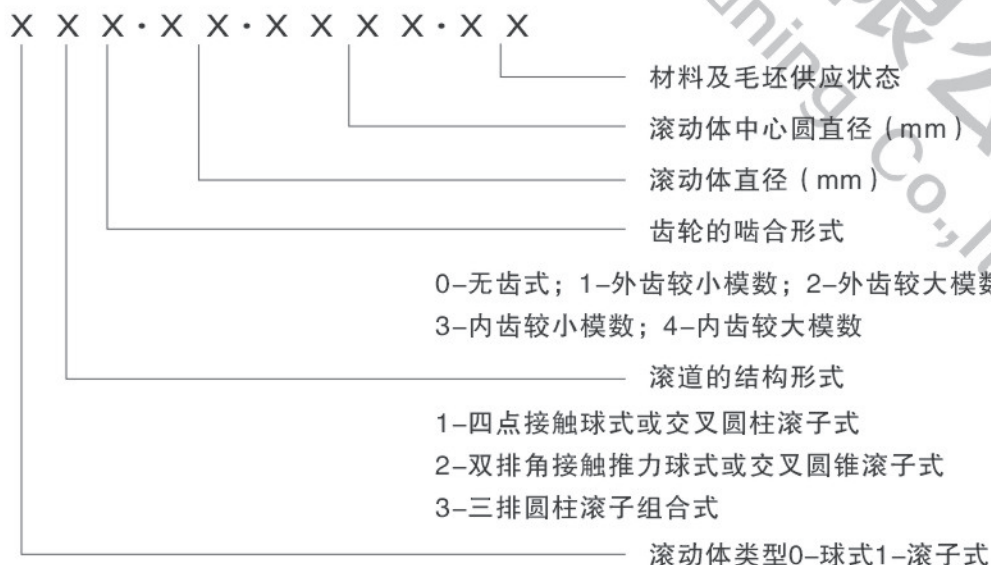 X X X · X X · X X X X · X X
材料及毛坯供应状态
滚动体中心圆直径（mm）
滚动体直径（mm）
齿轮的啮合形式
0–无齿式；1–外齿较小模数；2–外齿较大模数
3–内齿较小模数；4–内齿较大模数
滚道的结构形式
1–四点接触球式或交叉圆柱滚子式
2–双排角接触推力球式或交叉圆锥滚子式
3–三排圆柱滚子组合式
滚动体类型0–球式1–滚子式
限公
Co.,